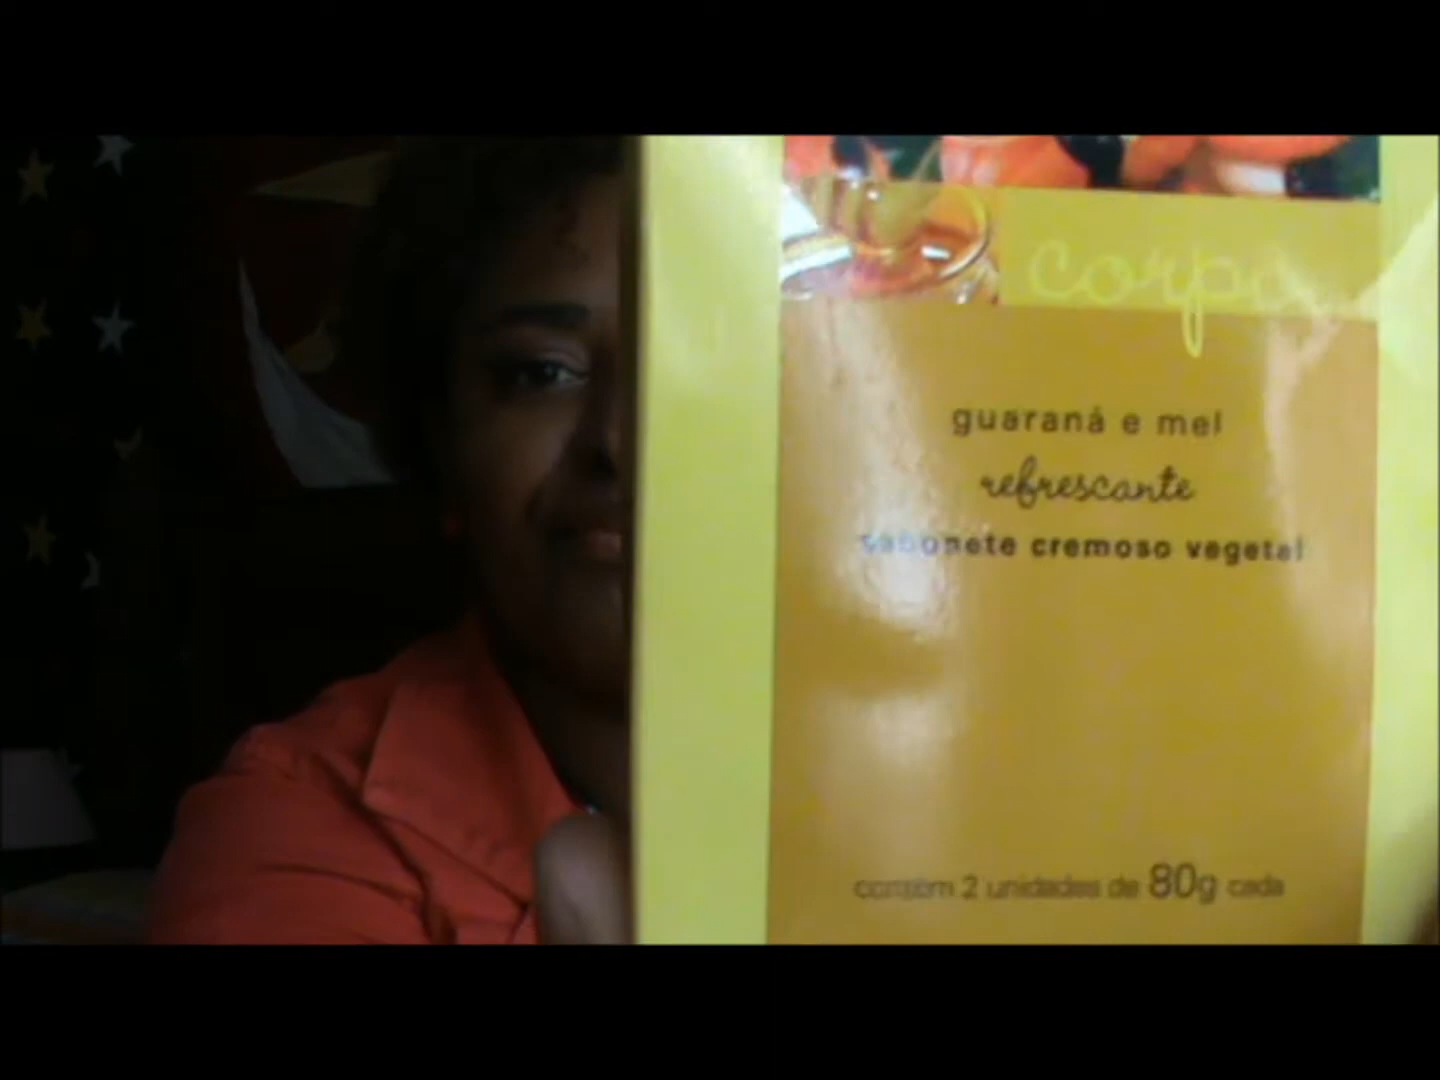 corpo
guaraná e mel
refrescante
sabonete cremoso vegetal
contém 2 unidades de 80g cada